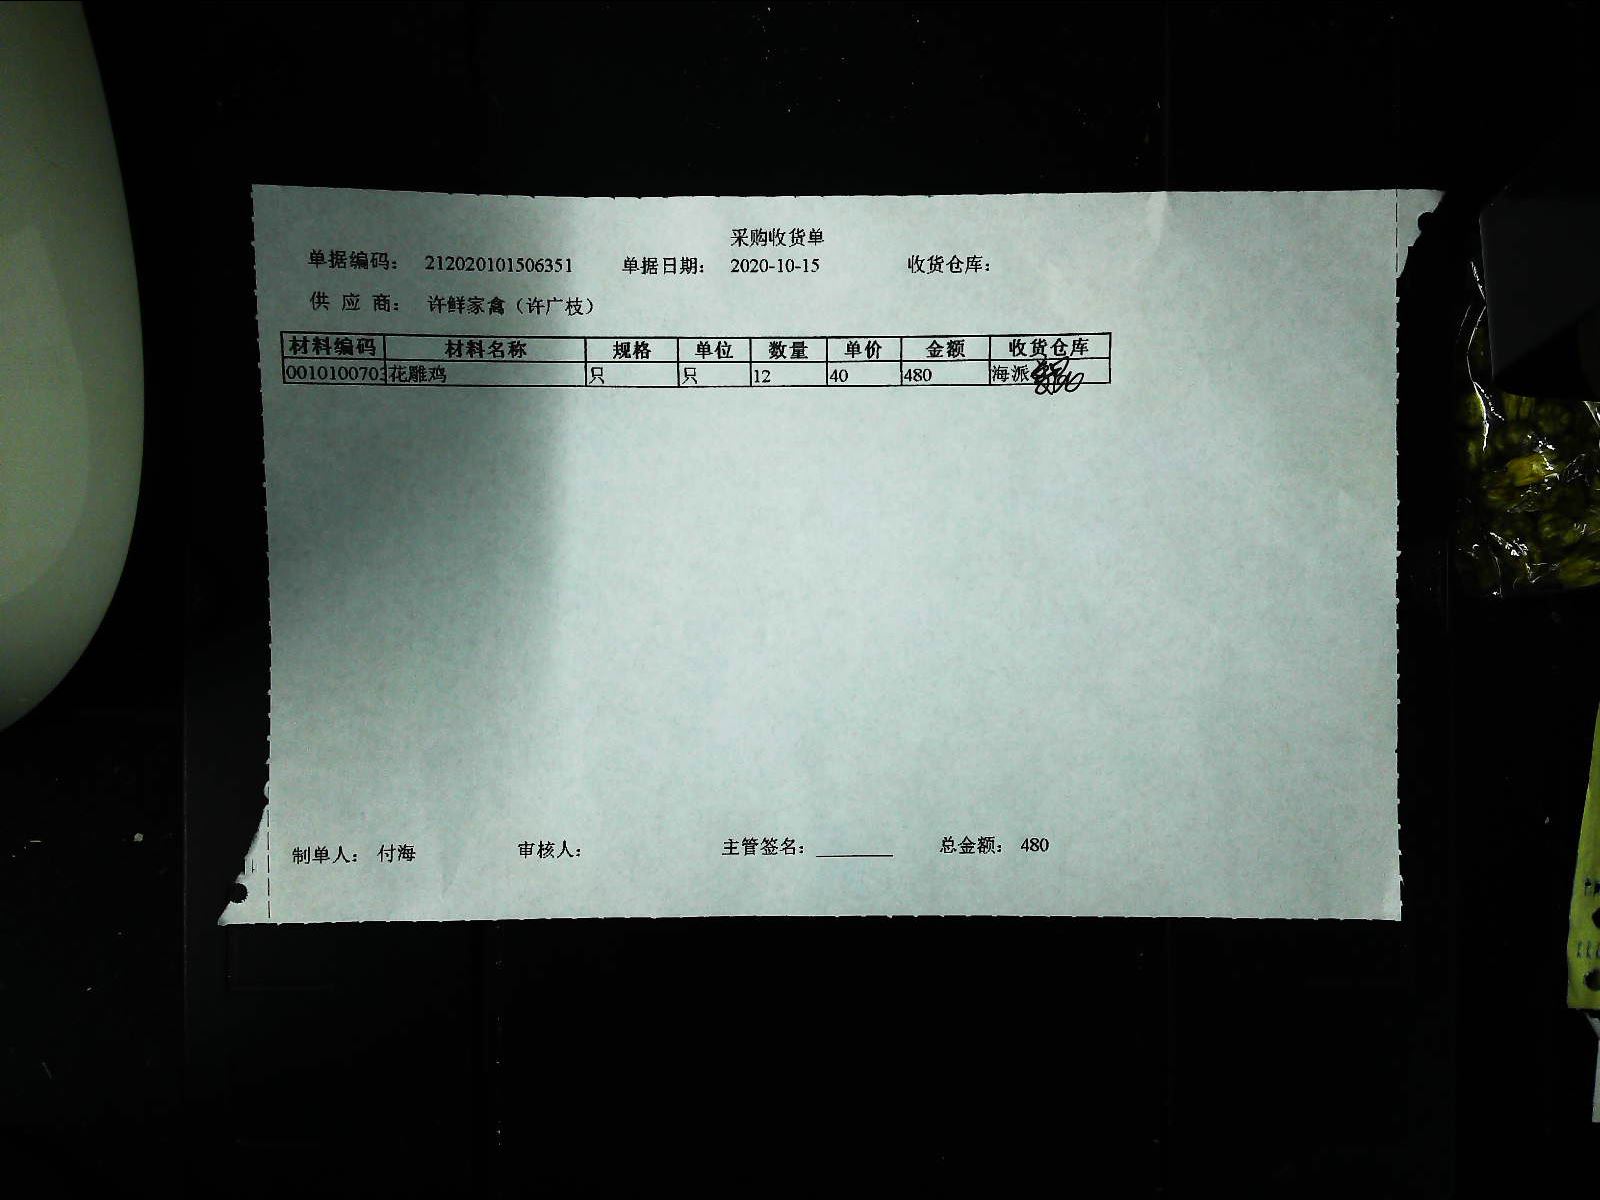 采购收货单
单据编码： 212020101506351 单据日期： 2020-10-15 收货仓库：
供 应 商： 许鲜家禽（许广枝）
材料编码 材料名称 规格 单位 数量 单价 金额 收货仓库
0010100703 花雕鸡 只 只 12 40 480 海派
制单人： 付海 审核人： 主管签名： ________ 总金额： 480